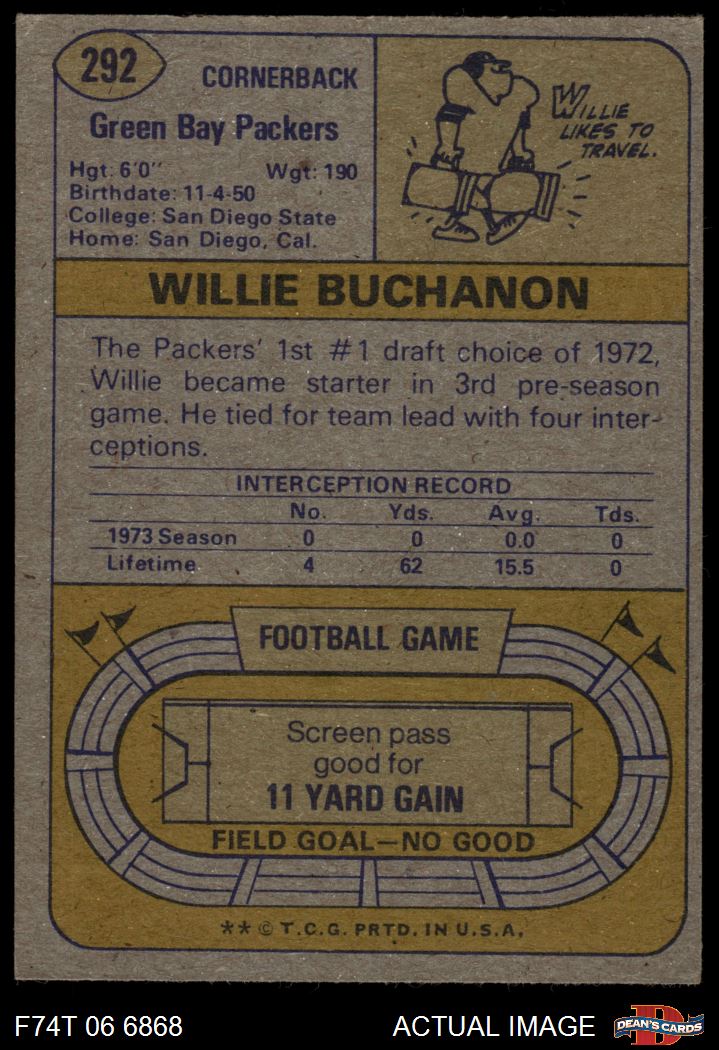 292
CORNERBACK
Green Bay Packers
Hgt: 6'0" Wgt: 190
Birthdate: 11-4-50
College: San Diego State
Home: San Diego, Cal.
WILLIE
LIKES TO
TRAVEL.
WILLIE BUCHANON
The Packers' 1st #1 draft choice of 1972,
Willie became starter in 3rd pre-season
game. He tied for team lead with four inter-
ceptions.
INTERCEPTION RECORD
No. Yds. Avg. Tds.
1973 Season 0 0 0.0 0
Lifetime 4 62 15.5 0
FOOTBALL GAME
Screen pass
good for
11 YARD GAIN
FIELD GOAL—NO GOOD
** © T.C.G. PRTD. IN U.S.A.
F74T 06 6868 ACTUAL IMAGE D DEAN'S CARDS